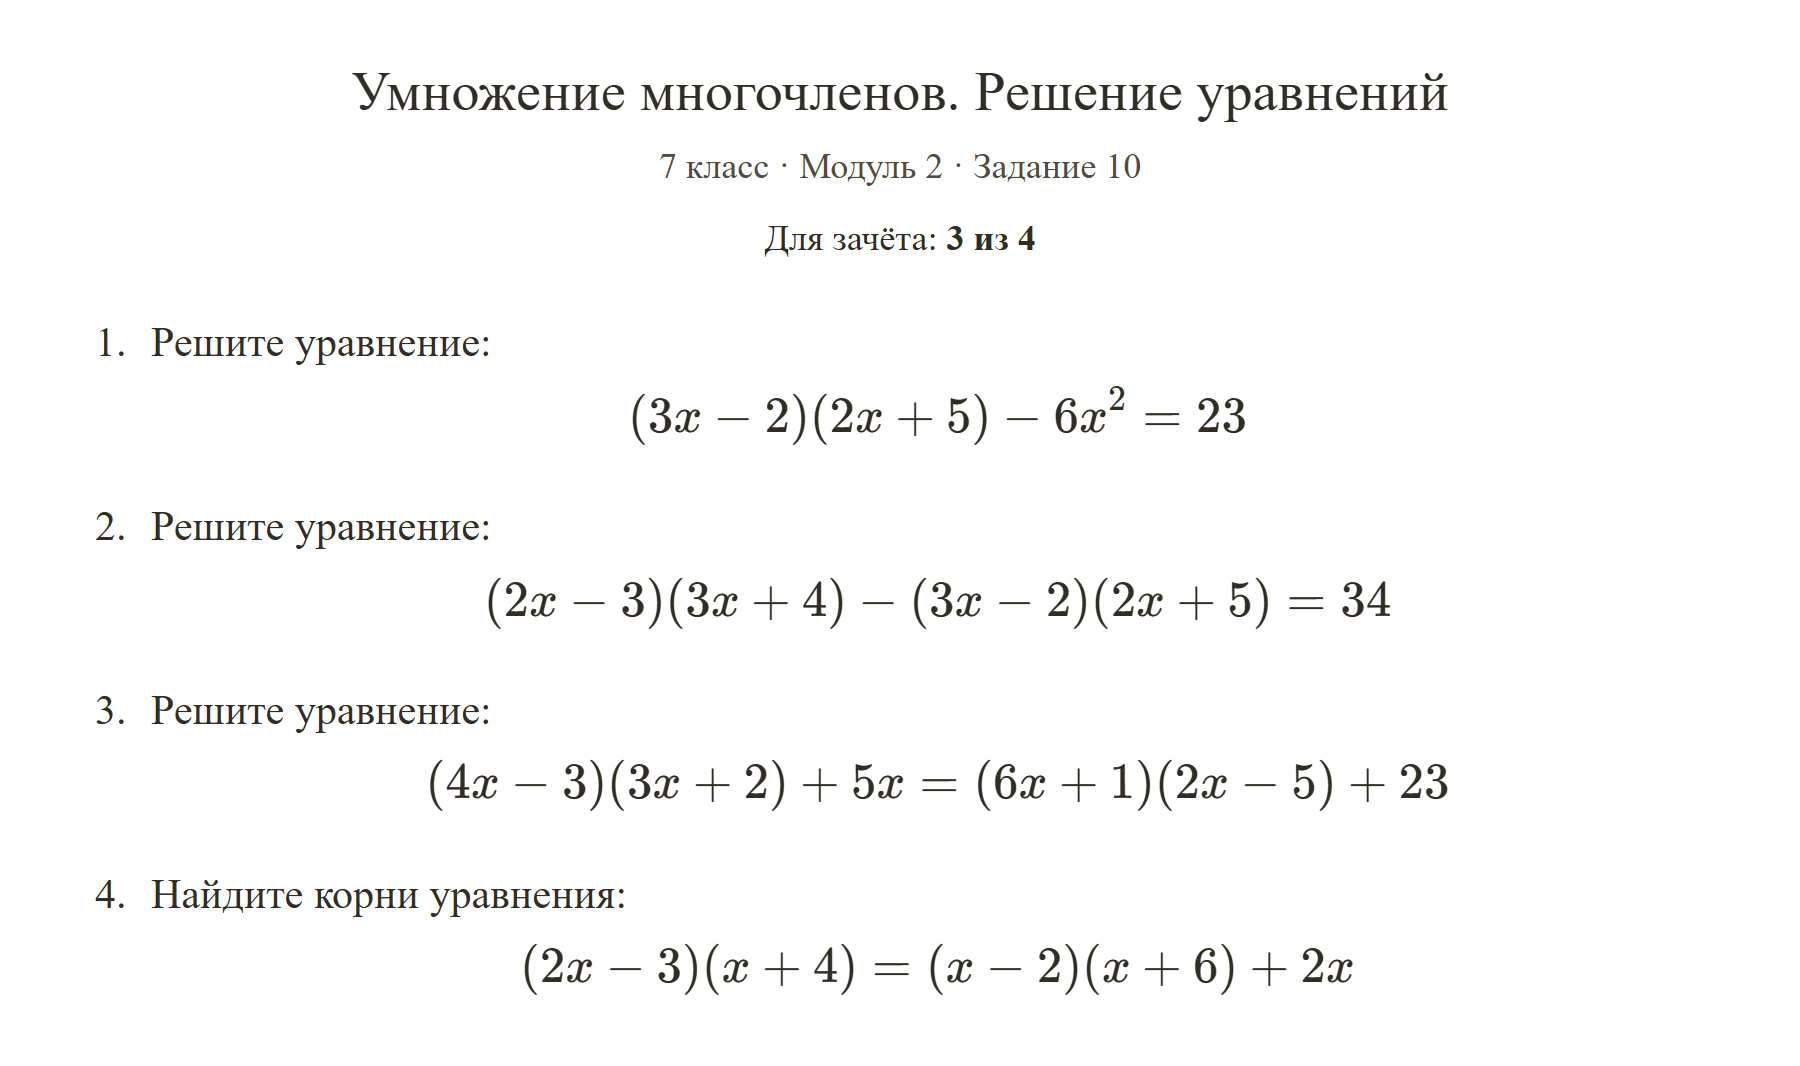 Умножение многочленов. Решение уравнений
7 класс · Модуль 2 · Задание 10
Для зачёта: 3 из 4
1. Решите уравнение:
(3x − 2)(2x + 5) − 6x² = 23
2. Решите уравнение:
(2x − 3)(3x + 4) − (3x − 2)(2x + 5) = 34
3. Решите уравнение:
(4x − 3)(3x + 2) + 5x = (6x + 1)(2x − 5) + 23
4. Найдите корни уравнения:
(2x − 3)(x + 4) = (x − 2)(x + 6) + 2x